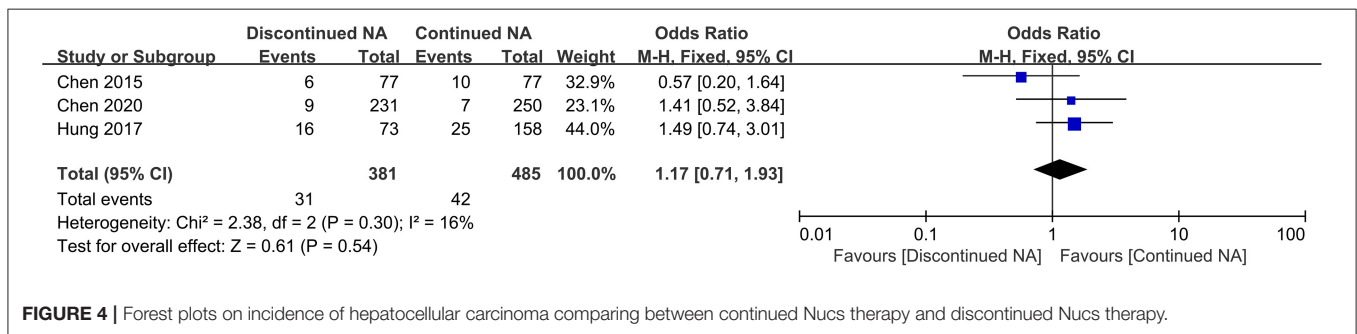 Discontinued NA Continued NA Odds Ratio Odds Ratio
Study or Subgroup Events Total Events Total Weight M-H, Fixed, 95% CI M-H, Fixed, 95% CI
Chen 2015 6 77 10 77 32.9% 0.57 [0.20, 1.64]
Chen 2020 9 231 7 250 23.1% 1.41 [0.52, 3.84]
Hung 2017 16 73 25 158 44.0% 1.49 [0.74, 3.01]
Total (95% CI) 381 485 100.0% 1.17 [0.71, 1.93]
Total events 31 42
Heterogeneity: Chi² = 2.38, df = 2 (P = 0.30); I² = 16%
Test for overall effect: Z = 0.61 (P = 0.54)
0.01 0.1 1 10 100
Favours [Discontinued NA] Favours [Continued NA]
FIGURE 4 | Forest plots on incidence of hepatocellular carcinoma comparing between continued Nucs therapy and discontinued Nucs therapy.